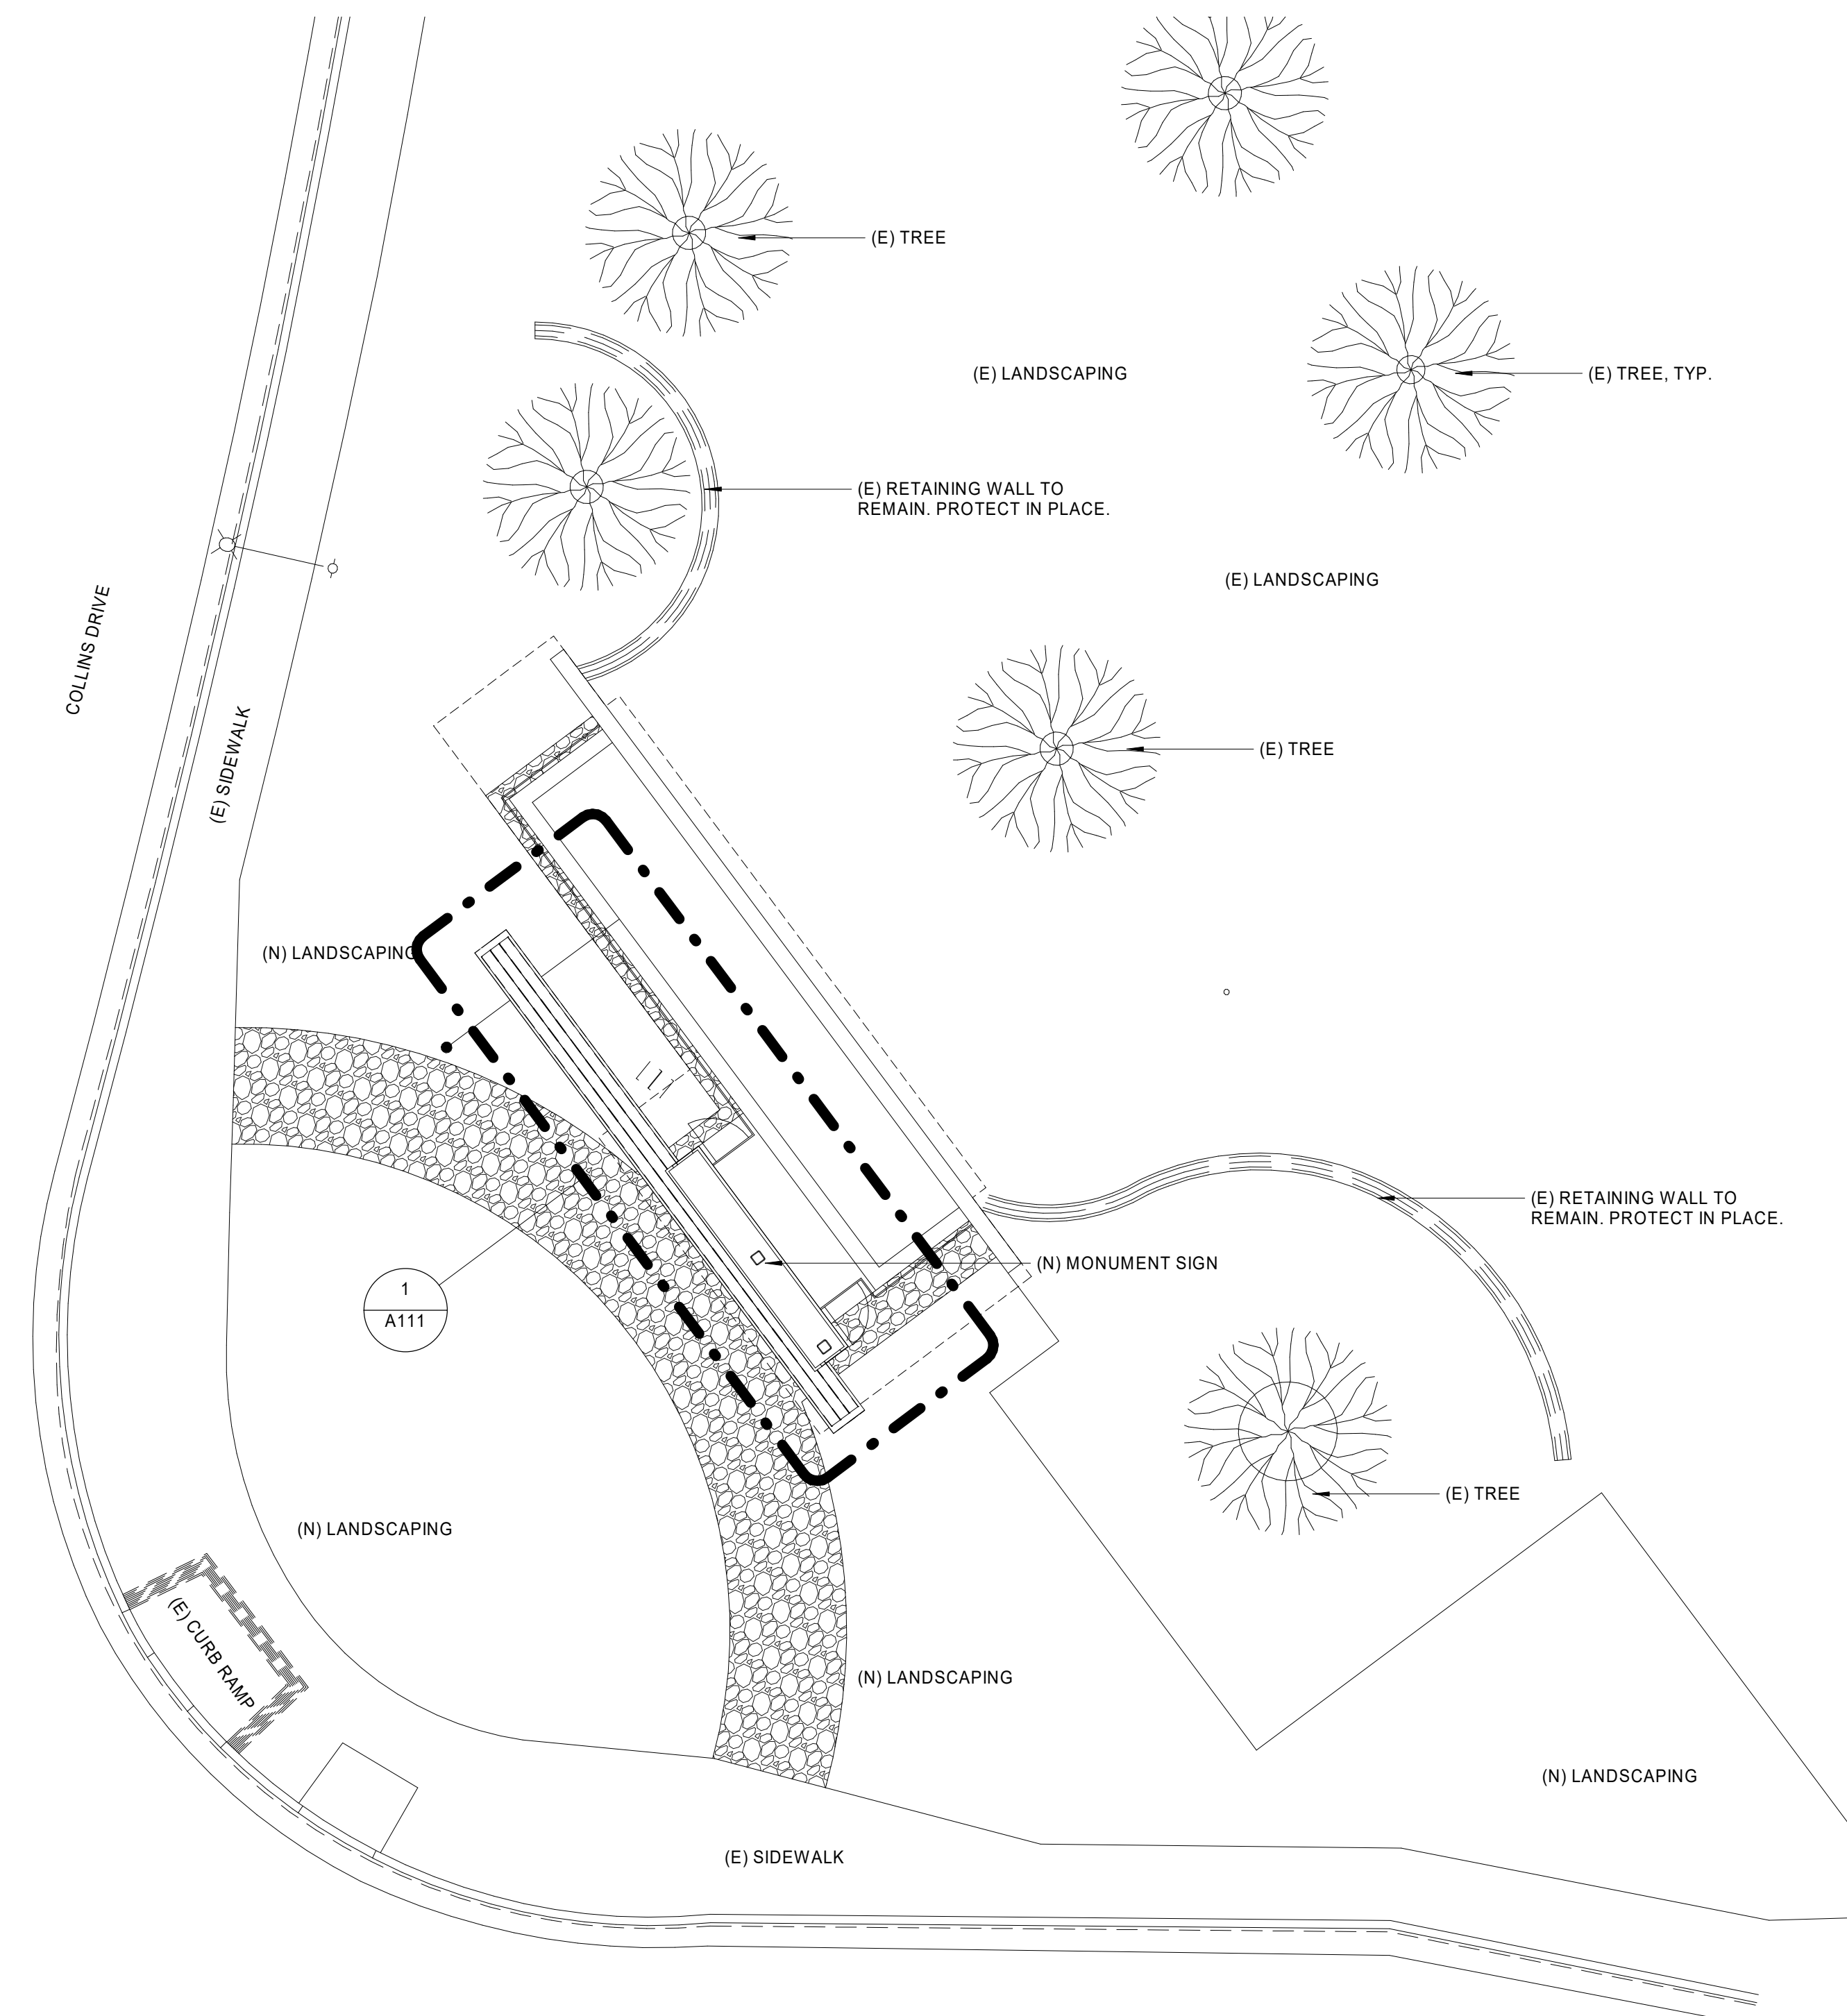 (E) TREE
(E) LANDSCAPING
(E) TREE, TYP.
(E) RETAINING WALL TO
REMAIN. PROTECT IN PLACE.
(E) LANDSCAPING
COLLINS DRIVE
(E) SIDEWALK
(E) TREE
(N) LANDSCAPING
(E) RETAINING WALL TO
REMAIN. PROTECT IN PLACE.
(N) MONUMENT SIGN
1
A111
(E) TREE
(N) LANDSCAPING
(E) CURB RAMP
(N) LANDSCAPING
(N) LANDSCAPING
(E) SIDEWALK